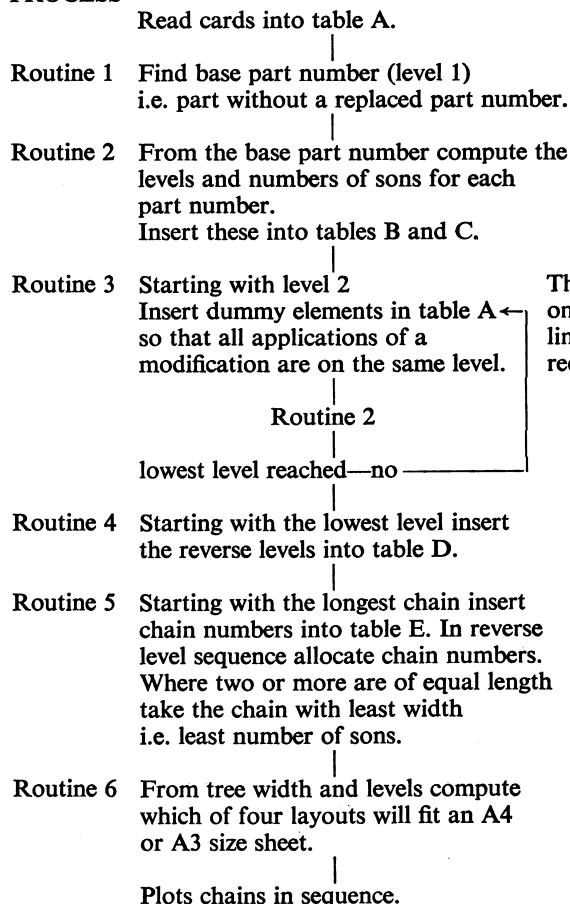 Read cards into table A.
Routine 1 Find base part number (level 1)
i.e. part without a replaced part number.
Routine 2 From the base part number compute the
levels and numbers of sons for each
part number.
Insert these into tables B and C.
Routine 3 Starting with level 2
Insert dummy elements in table A
so that all applications of a
modification are on the same level.
Routine 2
lowest level reached—no
Routine 4 Starting with the lowest level insert
the reverse levels into table D.
Routine 5 Starting with the longest chain insert
chain numbers into table E. In reverse
level sequence allocate chain numbers.
Where two or more are of equal length
take the chain with least width
i.e. least number of sons.
Routine 6 From tree width and levels compute
which of four layouts will fit an A4
or A3 size sheet.
Plots chains in sequence.